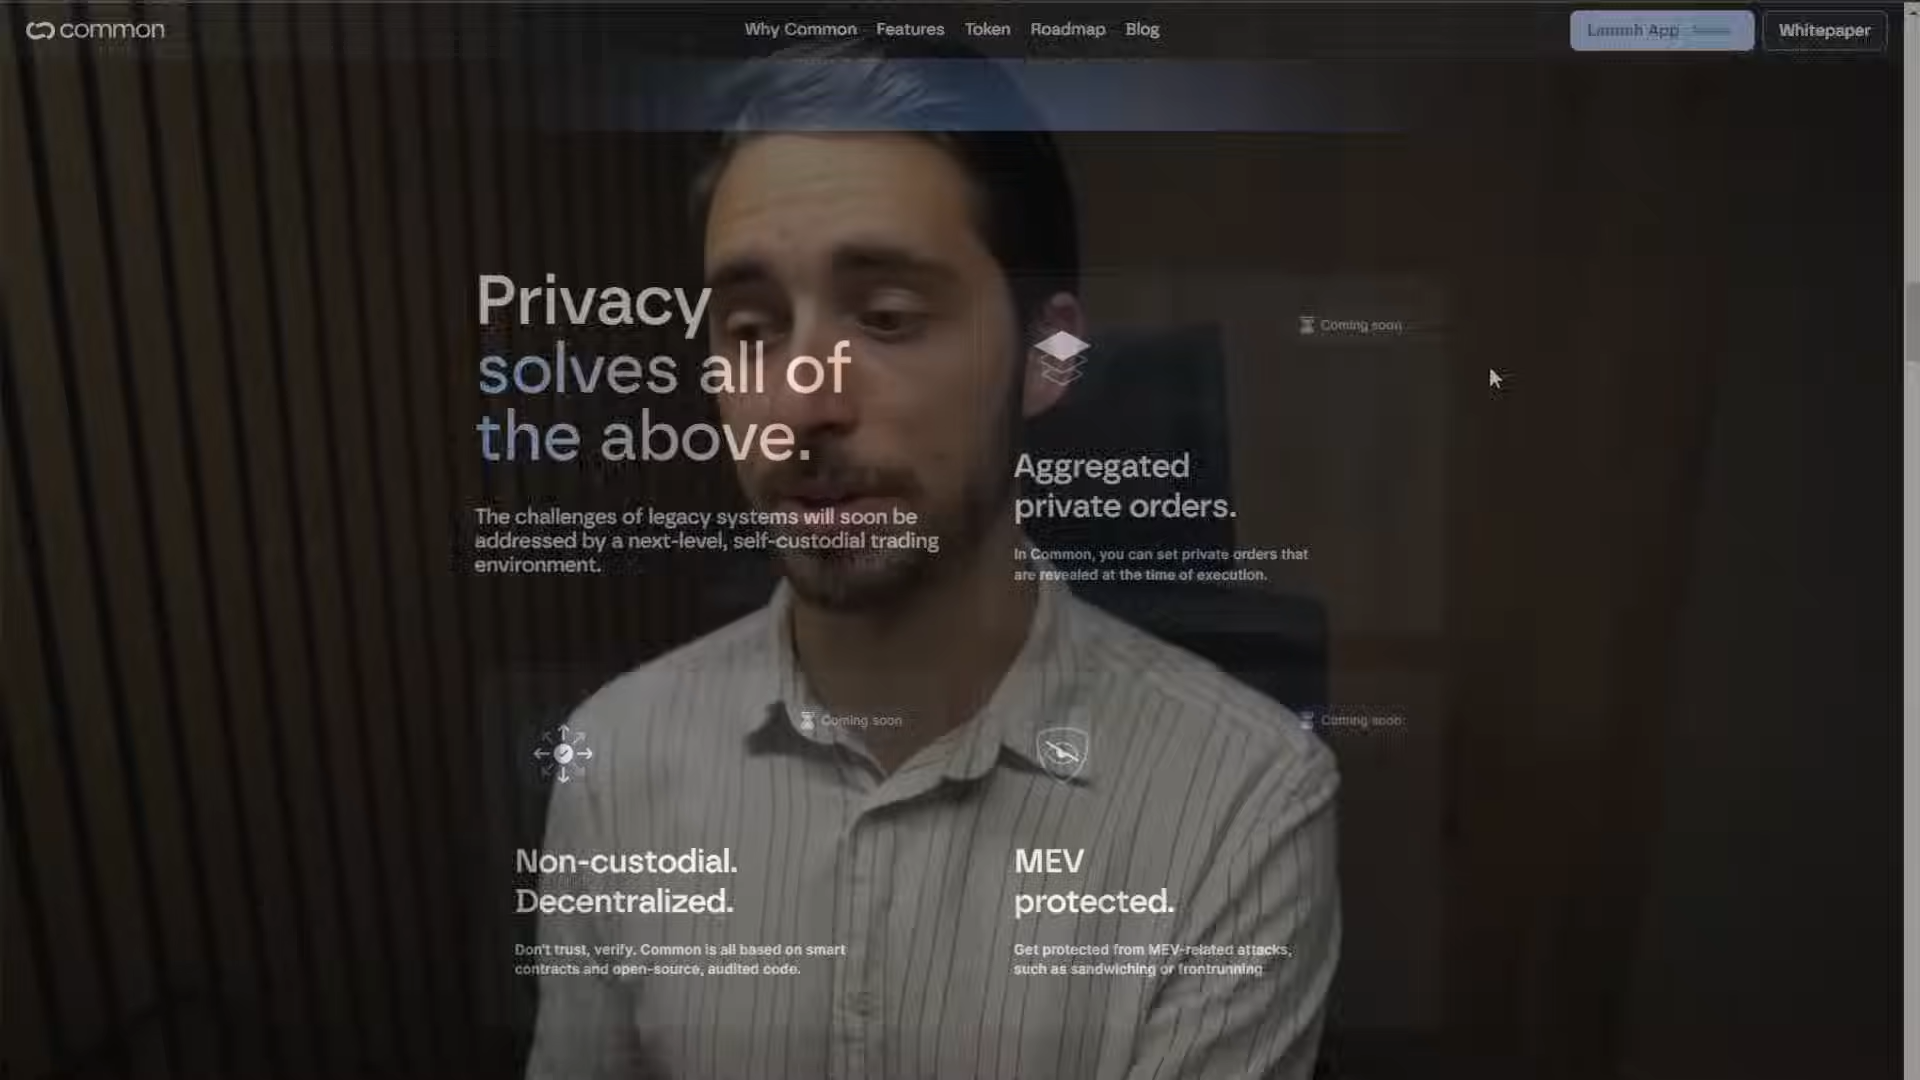 common
Why Common Features Token Roadmap Blog
Launch App
Whitepaper
Privacy
solves all of
the above.
The challenges of legacy systems will soon be
addressed by a next-level, self-custodial trading
environment.
Coming soon
Aggregated
private orders.
In Common, you can set private orders that
are revealed at the time of execution.
Coming soon
Non-custodial.
Decentralized.
Don't trust, verify. Common is all based on smart
contracts and open-source, audited code.
Coming soon
MEV
protected.
Get protected from MEV-related attacks,
such as sandwiching or frontrunning